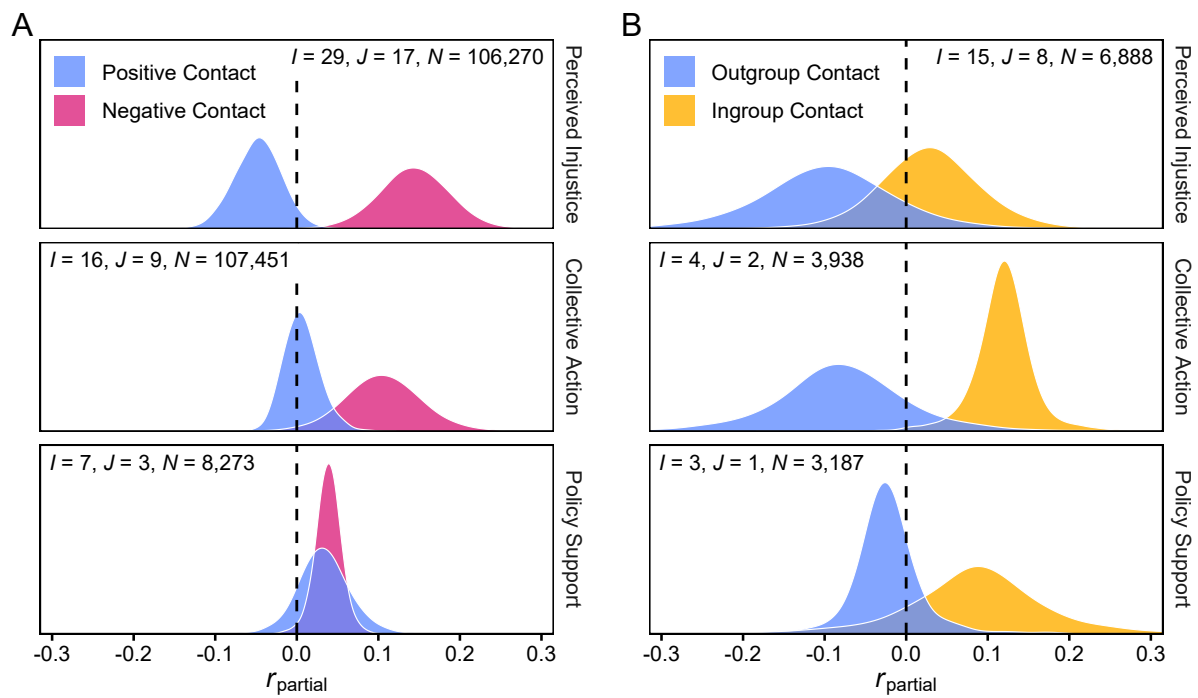 A
Positive Contact
Negative Contact
I = 29, J = 17, N = 106,270
Perceived Injustice
I = 16, J = 9, N = 107,451
Collective Action
I = 7, J = 3, N = 8,273
Policy Support
-0.3 -0.2 -0.1 0.0 0.1 0.2 0.3
r partial
B
Outgroup Contact
Ingroup Contact
I = 15, J = 8, N = 6,888
Perceived Injustice
I = 4, J = 2, N = 3,938
Collective Action
I = 3, J = 1, N = 3,187
Policy Support
-0.3 -0.2 -0.1 0.0 0.1 0.2 0.3
r partial